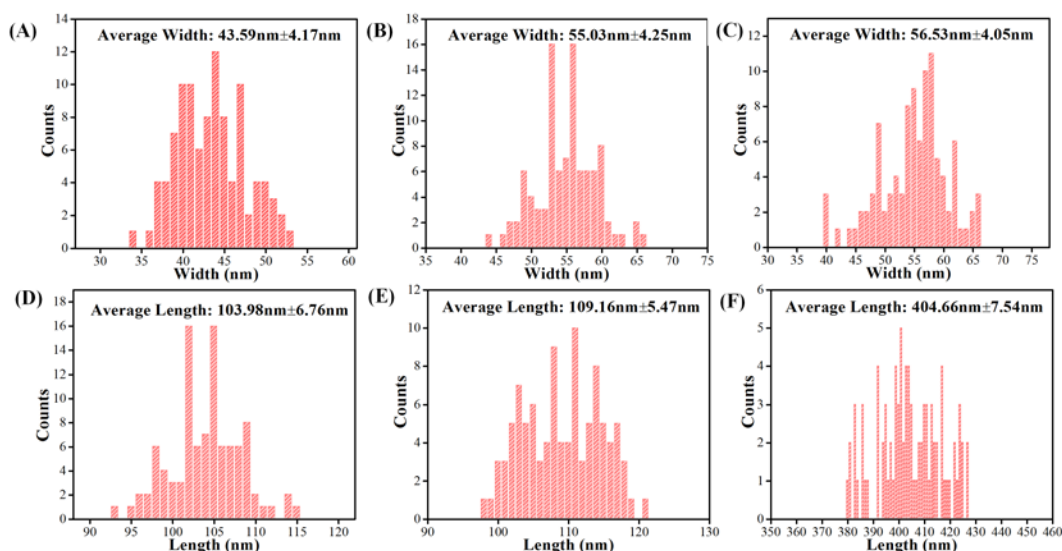 (A)
Average Width: 43.59nm±4.17nm
Counts
14
12
10
8
6
4
2
0
30 35 40 45 50 55 60
Width (nm)
(B)
Average Width: 55.03nm±4.25nm
Counts
18
16
14
12
10
8
6
4
2
0
35 40 45 50 55 60 65 70 75
Width (nm)
(C)
Average Width: 56.53nm±4.05nm
Counts
12
10
8
6
4
2
0
30 40 50 60 70 80
Width (nm)
(D)
Average Length: 103.98nm±6.76nm
Counts
18
16
14
12
10
8
6
4
2
0
90 95 100 105 110 115 120
Length (nm)
(E)
Average Length: 109.16nm±5.47nm
Counts
12
10
8
6
4
2
0
90 100 110 120 130
Length (nm)
(F)
Average Length: 404.66nm±7.54nm
Counts
6
5
4
3
2
1
0
350 360 370 380 390 400 410 420 430 440 450 460
Length (nm)